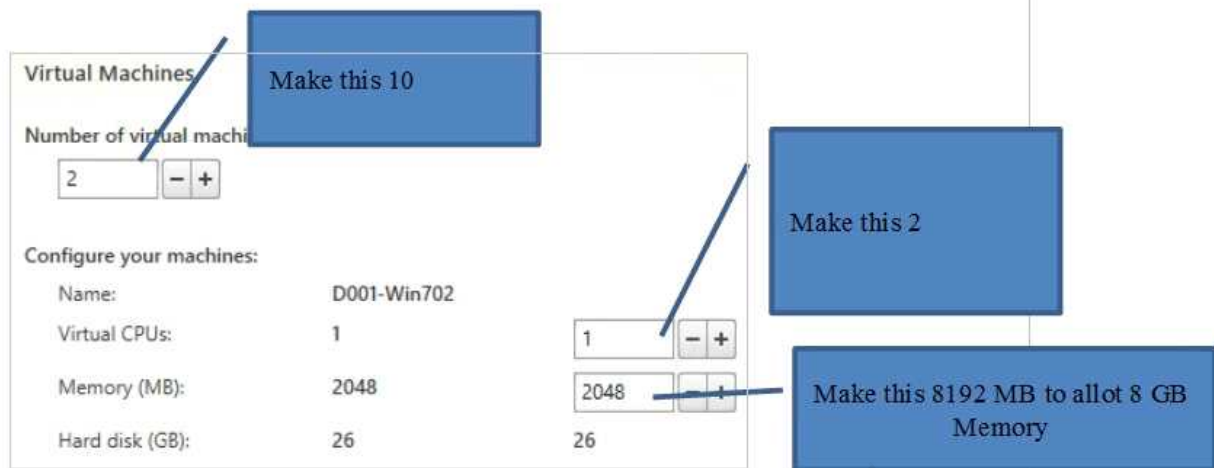 Virtual Machines
Make this 10
Number of virtual machi
2 - +
Make this 2
Configure your machines:
Name: D001-Win702
Virtual CPUs: 1 1 - +
Memory (MB): 2048 2048 - +
Make this 8192 MB to allot 8 GB
Memory
Hard disk (GB): 26 26